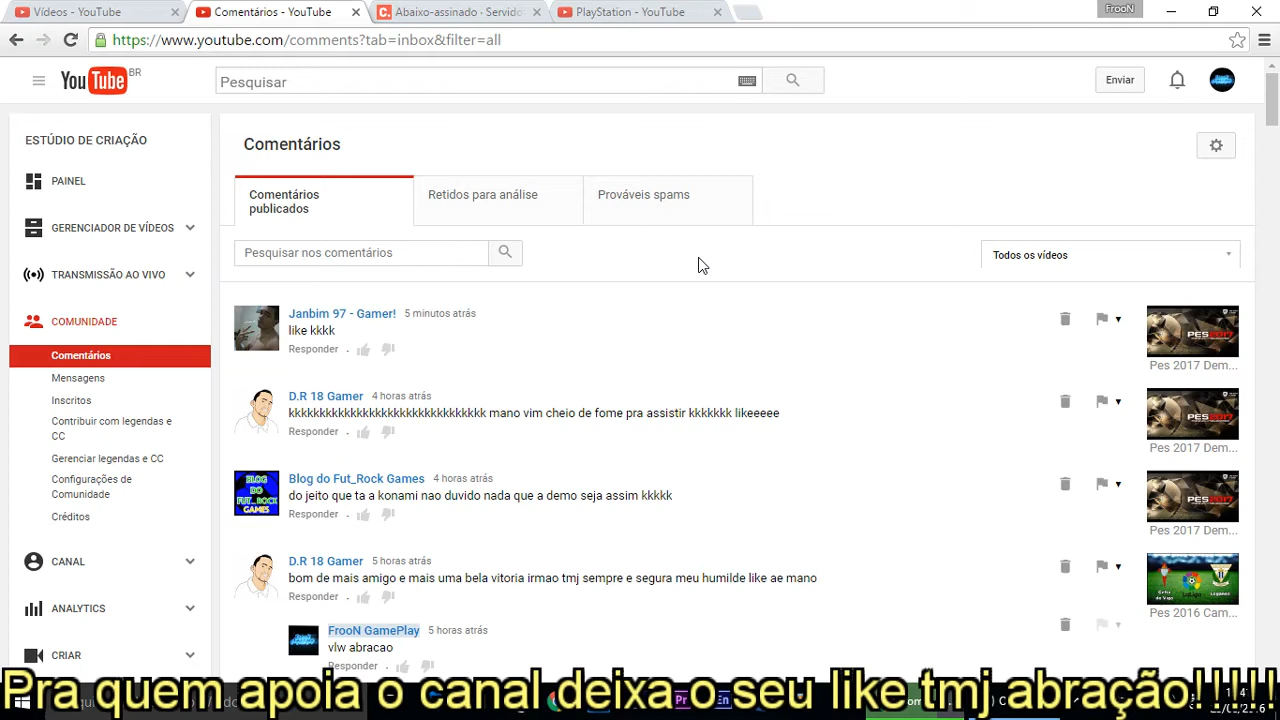 Vídeos - YouTube
Comentários - YouTube
Abaixo-assinado · Servido
PlayStation - YouTube
FrooN
https://www.youtube.com/comments?tab=inbox&filter=all
YouTube BR
Pesquisar
Enviar
ESTÚDIO DE CRIAÇÃO
PAINEL
GERENCIADOR DE VÍDEOS
TRANSMISSÃO AO VIVO
COMUNIDADE
Comentários
Mensagens
Inscritos
Contribuir com legendas e
CC
Gerenciar legendas e CC
Configurações de
Comunidade
Créditos
CANAL
ANALYTICS
CRIAR
Comentários
Comentários
publicados
Retidos para análise
Prováveis spams
Pesquisar nos comentários
Todos os vídeos
Janbim 97 - Gamer! 5 minutos atrás
like kkkk
Responder
Pes 2017 Dem...
D.R 18 Gamer 4 horas atrás
kkkkkkkkkkkkkkkkkkkkkkkkkkkkkkkk mano vim cheio de fome pra assistir kkkkkkk likeeeee
Responder
Pes 2017 Dem...
BLOG DO FUT_ROCK GAMES
Blog do Fut_Rock Games 4 horas atrás
do jeito que ta a konami nao duvido nada que a demo seja assim kkkkk
Responder
Pes 2017 Dem...
D.R 18 Gamer 5 horas atrás
bom de mais amigo e mais uma bela vitoria irmao tmj sempre e segura meu humilde like ae mano
Responder
Pes 2016 Cam...
FrooN GamePlay 5 horas atrás
vlw abracao
Responder
Pra quem apoia o canal deixa o seu like tmj abração!!!!!